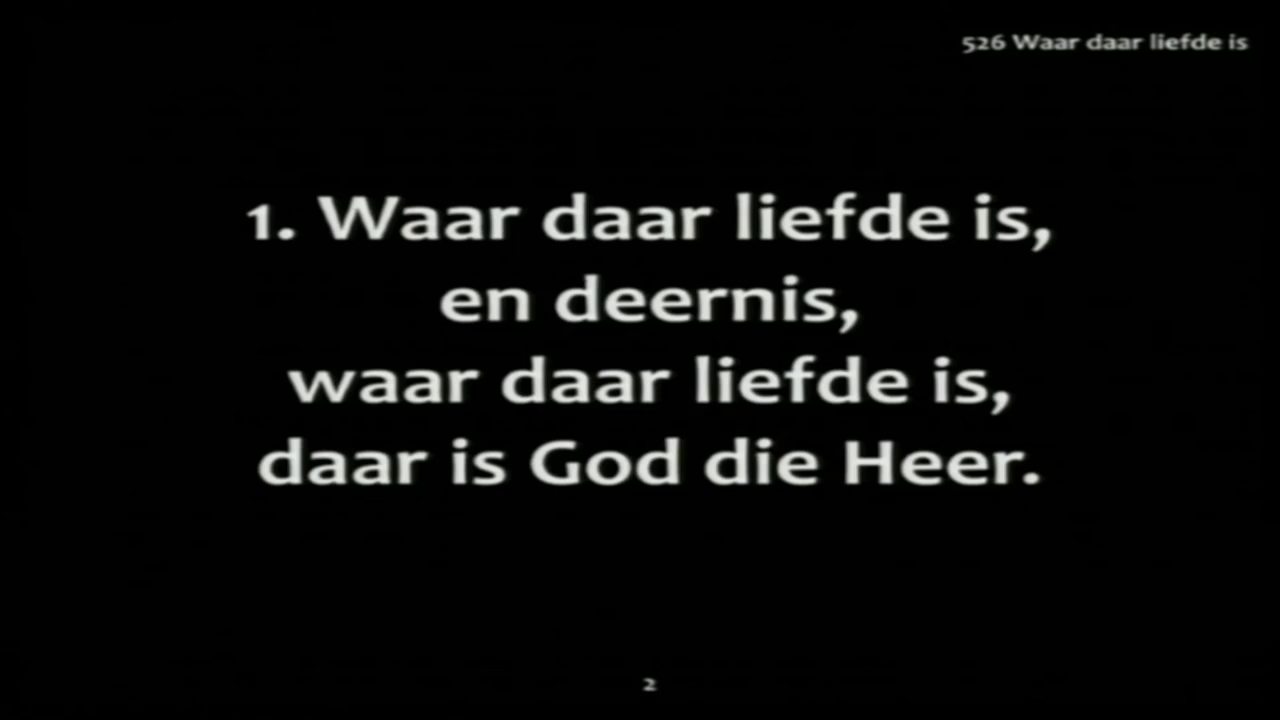 526 Waar daar liefde is
1. Waar daar liefde is,
en deernis,
waar daar liefde is,
daar is God die Heer.
2